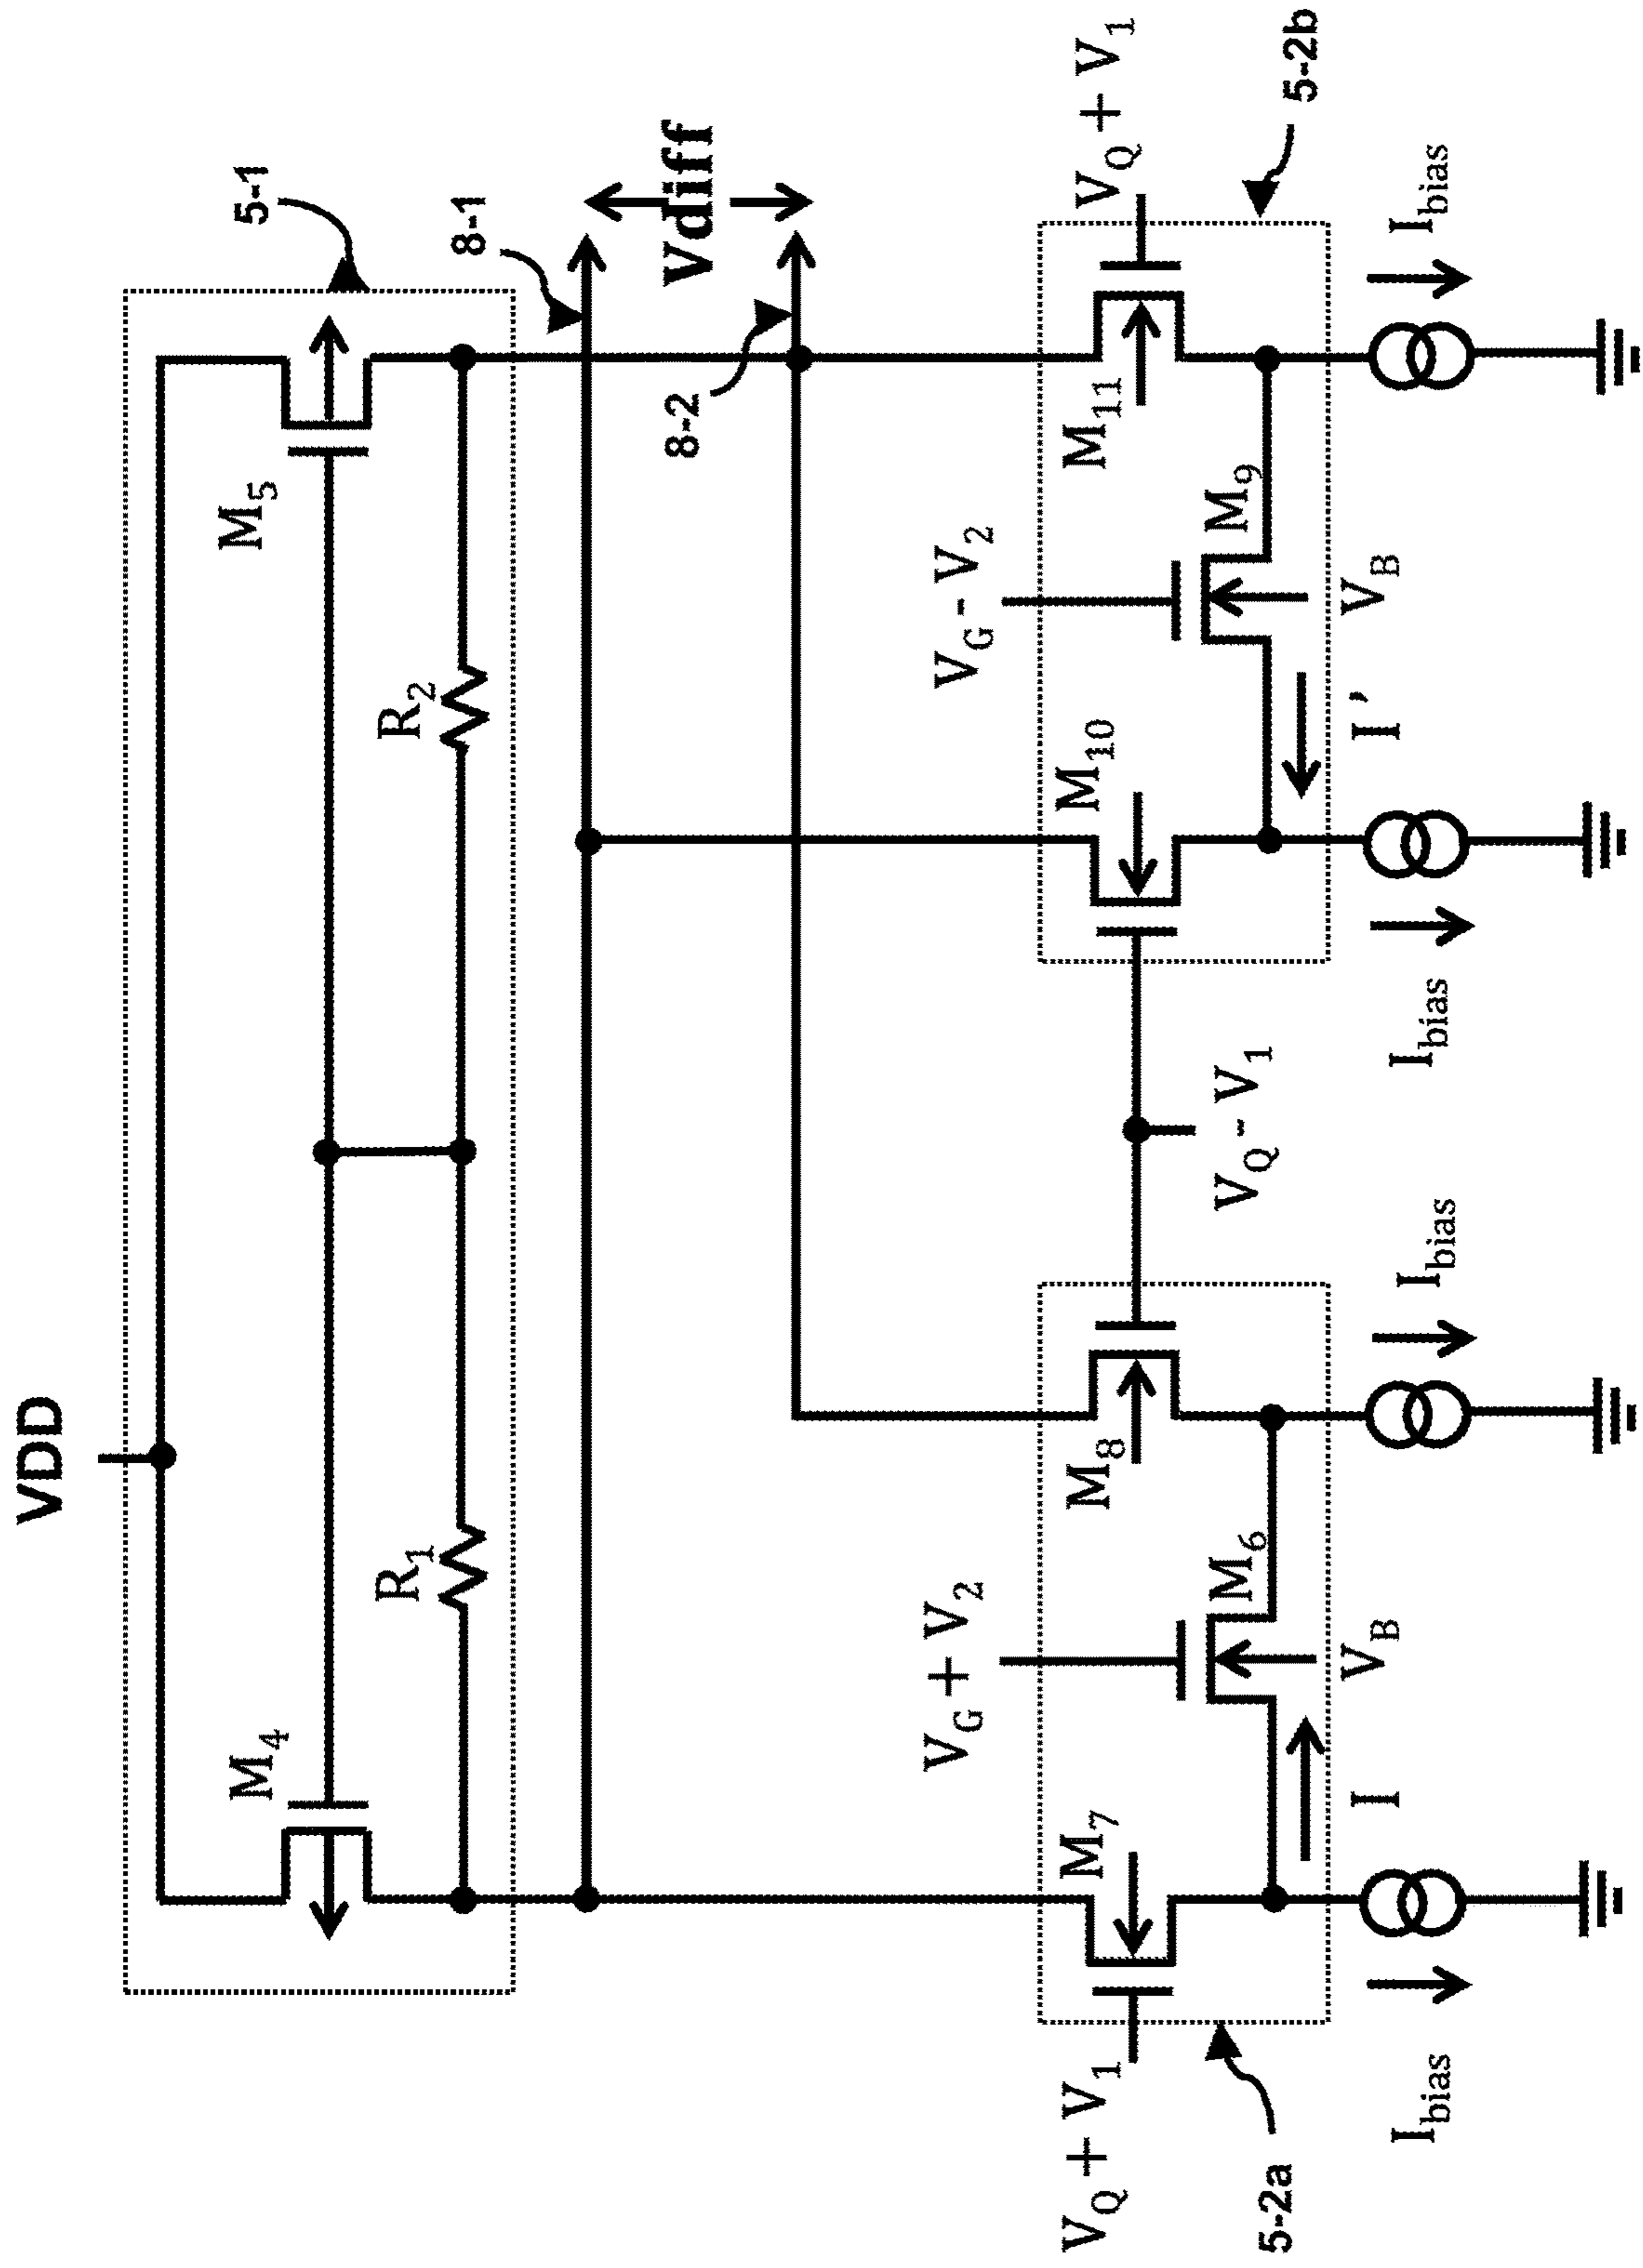 VDD
5-1
M4
M5
R1
R2
8-1
Vdiff
8-2
VG + V2
VG - V2
VQ + V1
M7
M8
M10
M11
VQ + V1
M6
M9
VQ - V1
5-2a
5-2b
I
VB
I'
VB
Ibias
Ibias
Ibias
Ibias